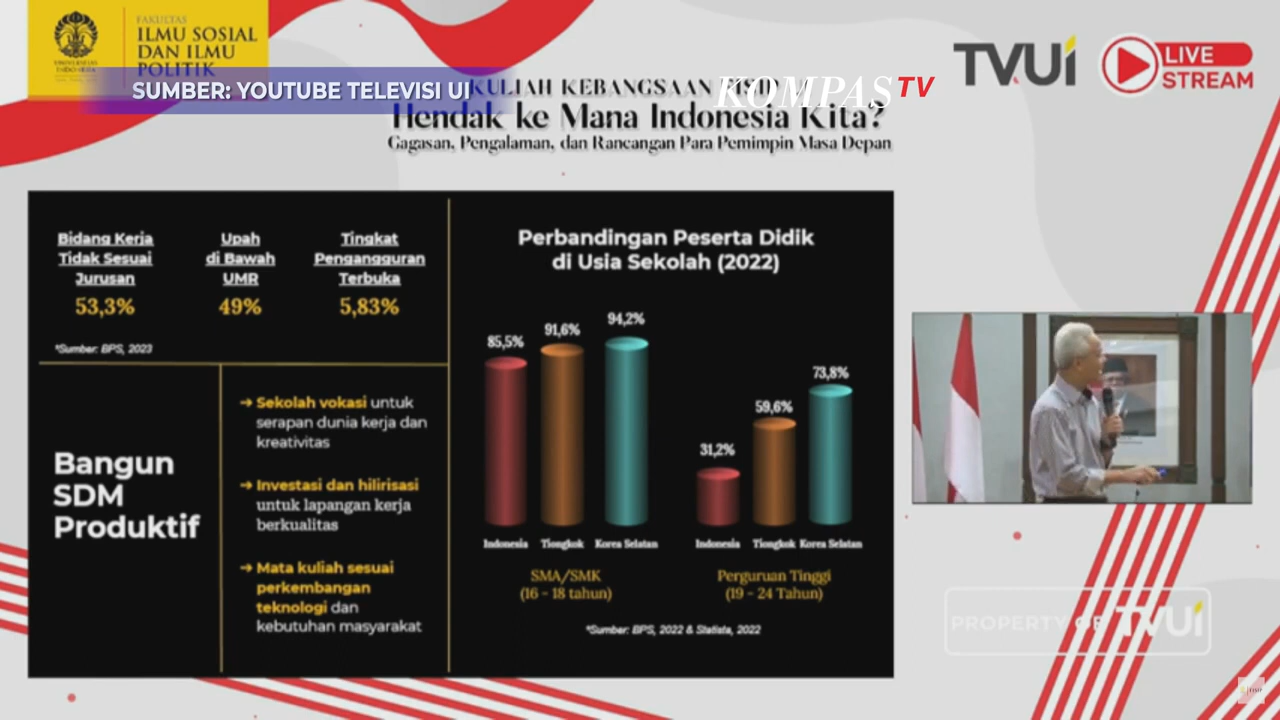 FAKULTAS
ILMU SOSIAL
DAN ILMU
POLITIK
UNIVERSITAS
INDONESIA
SUMBER: YOUTUBE TELEVISI UI
KULIAH KEBANGSAAN FISIP UI
KOMPAS TV
Hendak ke Mana Indonesia Kita?
Gagasan, Pengalaman, dan Rancangan Para Pemimpin Masa Depan
TVUI
LIVE
STREAM
Bidang Kerja
Tidak Sesuai
Jurusan
53,3%
Upah
di Bawah
UMR
49%
Tingkat
Pengangguran
Terbuka
5,83%
*Sumber: BPS, 2023
Bangun
SDM
Produktif
→ Sekolah vokasi untuk
serapan dunia kerja dan
kreativitas
→ Investasi dan hilirisasi
untuk lapangan kerja
berkualitas
→ Mata kuliah sesuai
perkembangan
teknologi dan
kebutuhan masyarakat
Perbandingan Peserta Didik
di Usia Sekolah (2022)
85,5% 91,6% 94,2%
Indonesia Tiongkok Korea Selatan
SMA/SMK
(16 - 18 tahun)
31,2% 59,6% 73,8%
Indonesia Tiongkok Korea Selatan
Perguruan Tinggi
(19 - 24 Tahun)
*Sumber: BPS, 2022 & Statista, 2022
PROPERTY OF TVUI